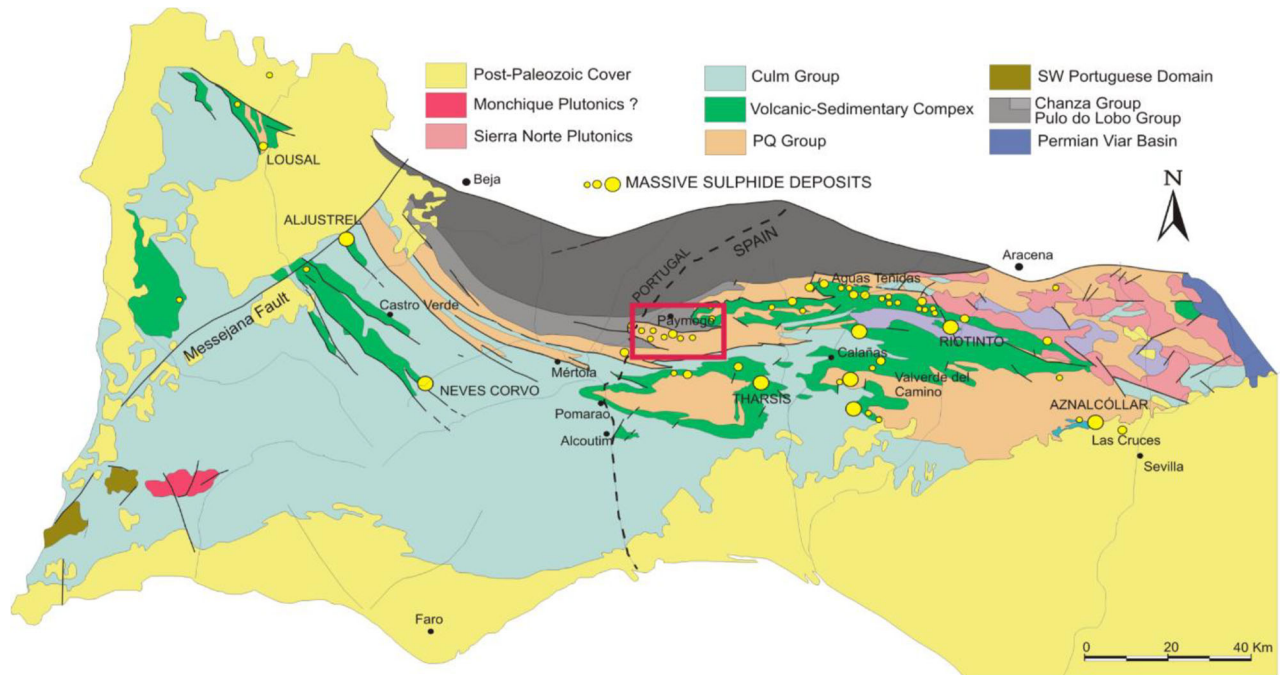 Post-Paleozoic Cover
Monchique Plutonics ?
Sierra Norte Plutonics
Culm Group
Volcanic-Sedimentary Compex
PQ Group
SW Portuguese Domain
Chanza Group
Pulo do Lobo Group
Permian Viar Basin
MASSIVE SULPHIDE DEPOSITS
N
LOUSAL
Beja
ALJUSTREL
PORTUGAL
SPAIN
Aracena
Aguas Teñidas
Messejana Fault
Castro Verde
Paymogo
RIOTINTO
Mértola
Calañas
NEVES CORVO
THARSIS
Valverde del
Camino
Pomarao
AZNALCÓLLAR
Alcoutim
Las Cruces
Sevilla
Faro
0 20 40 Km